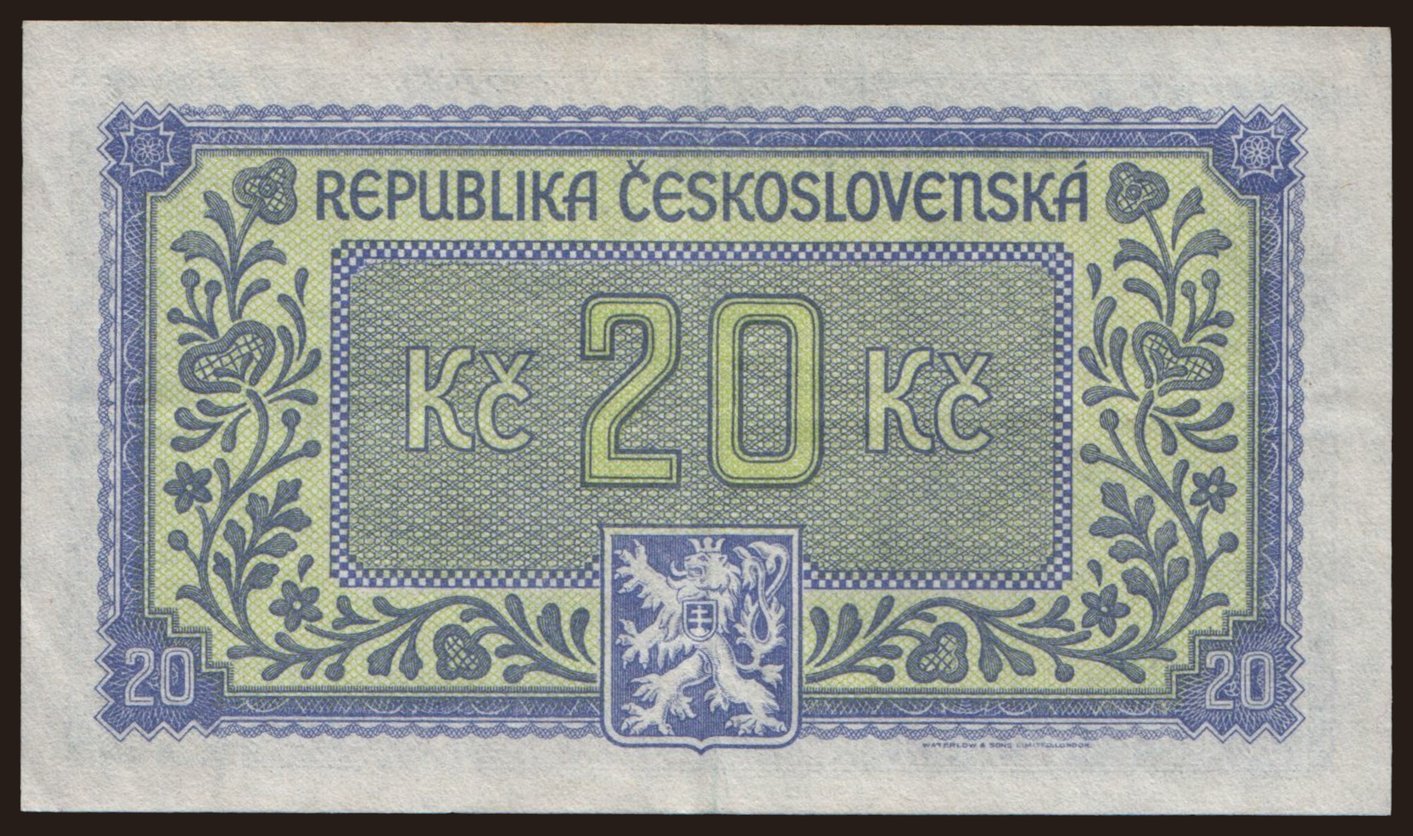 REPUBLIKA ČESKOSLOVENSKÁ
Kč 20 Kč
20 20
WATERLOW & SONS LIMITED, LONDON.